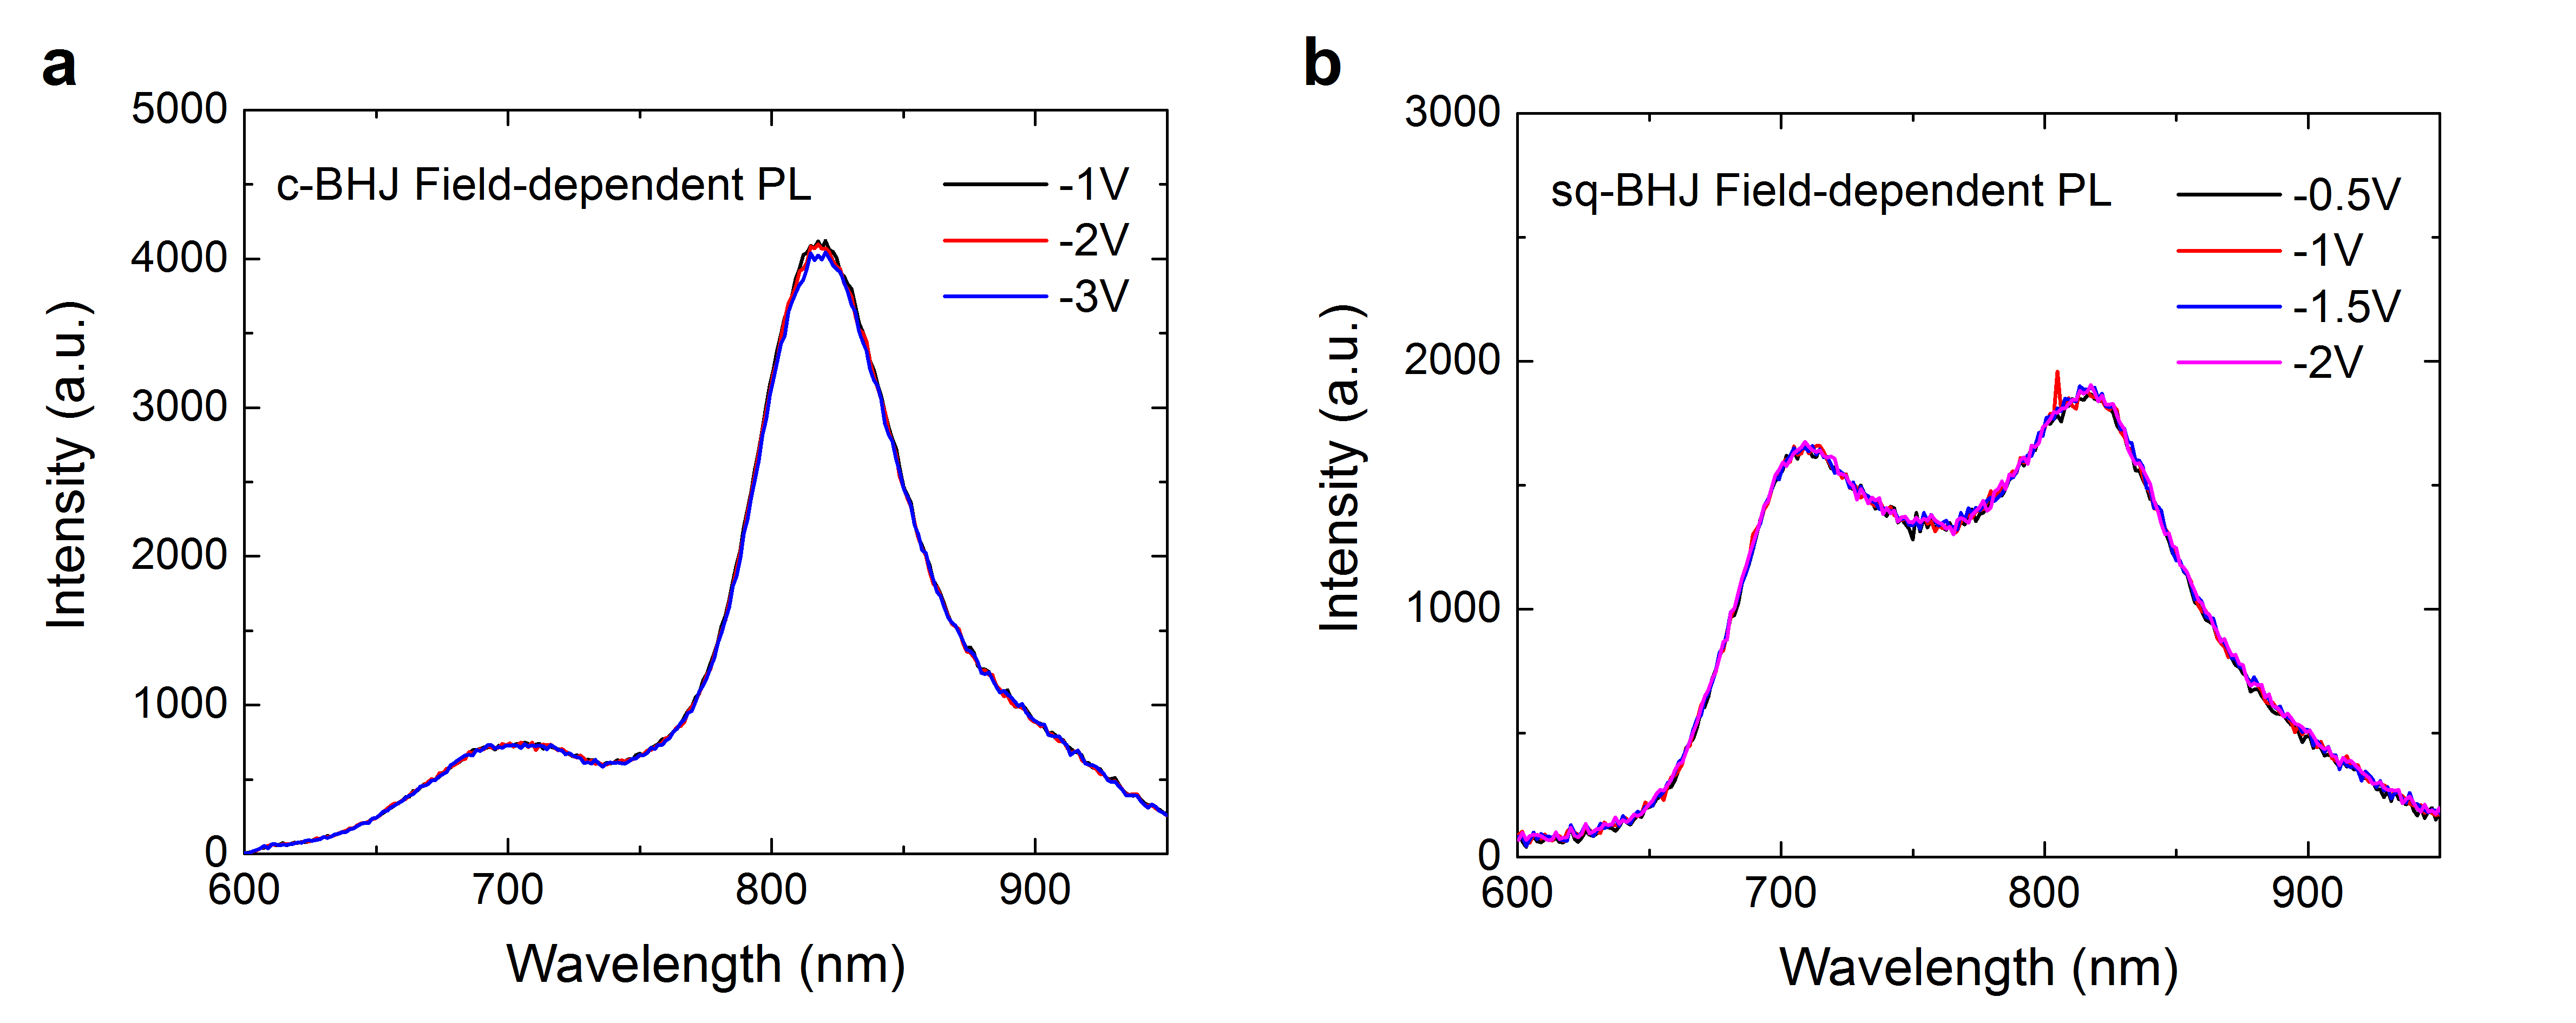 a
5000
4000
3000
2000
1000
0
600
700
800
900
Intensity (a.u.)
Wavelength (nm)
c-BHJ Field-dependent PL
-1V
-2V
-3V
b
3000
2000
1000
0
600
700
800
900
Intensity (a.u.)
Wavelength (nm)
sq-BHJ Field-dependent PL
-0.5V
-1V
-1.5V
-2V